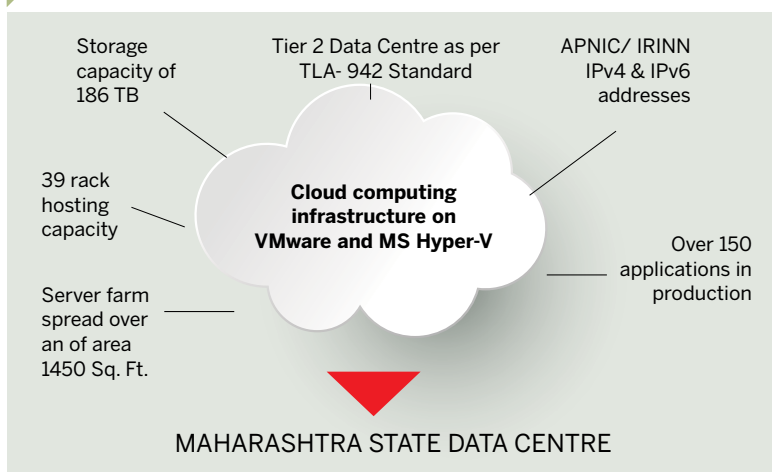 Storage
capacity of
186 TB
Tier 2 Data Centre as per
TLA- 942 Standard
APNIC/ IRINN
IPv4 & IPv6
addresses
39 rack
hosting
capacity
Cloud computing
infrastructure on
VMware and MS Hyper-V
Over 150
applications in
production
Server farm
spread over
an of area
1450 Sq. Ft.
MAHARASHTRA STATE DATA CENTRE